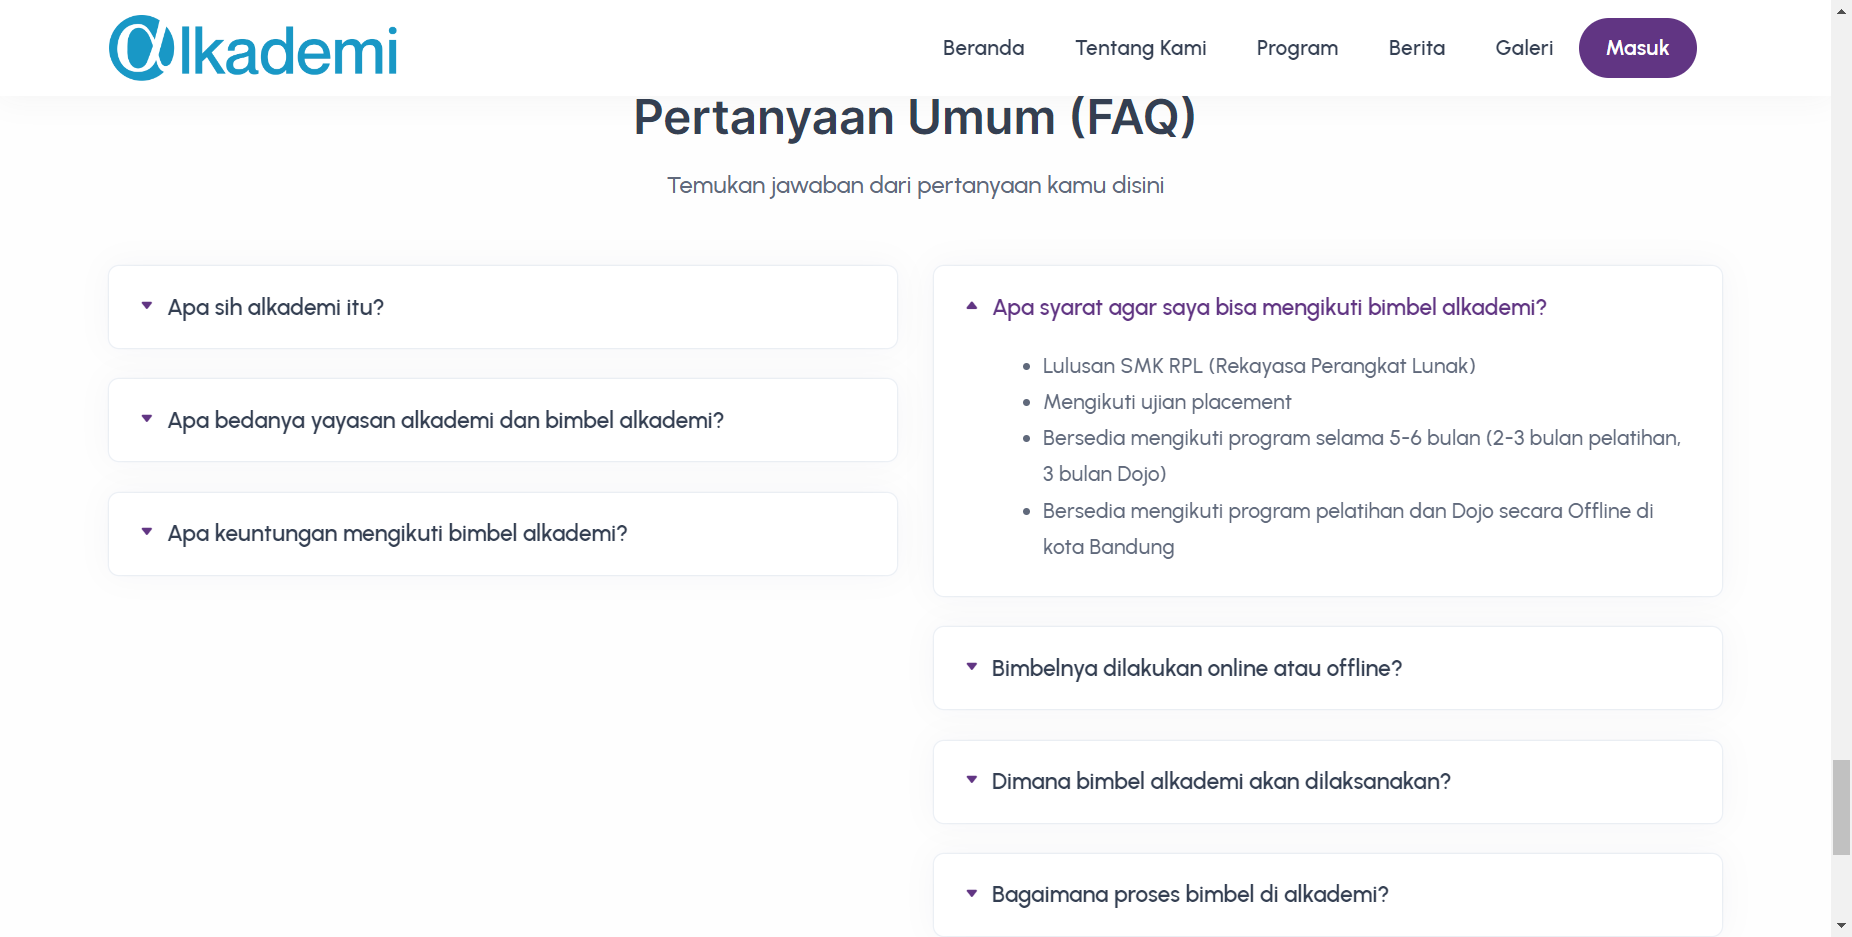 αlkademi
Beranda
Tentang Kami
Program
Berita
Galeri
Masuk
Pertanyaan Umum (FAQ)
Temukan jawaban dari pertanyaan kamu disini
Apa sih alkademi itu?
Apa bedanya yayasan alkademi dan bimbel alkademi?
Apa keuntungan mengikuti bimbel alkademi?
Apa syarat agar saya bisa mengikuti bimbel alkademi?
• Lulusan SMK RPL (Rekayasa Perangkat Lunak)
• Mengikuti ujian placement
• Bersedia mengikuti program selama 5-6 bulan (2-3 bulan pelatihan,
3 bulan Dojo)
• Bersedia mengikuti program pelatihan dan Dojo secara Offline di
kota Bandung
Bimbelnya dilakukan online atau offline?
Dimana bimbel alkademi akan dilaksanakan?
Bagaimana proses bimbel di alkademi?